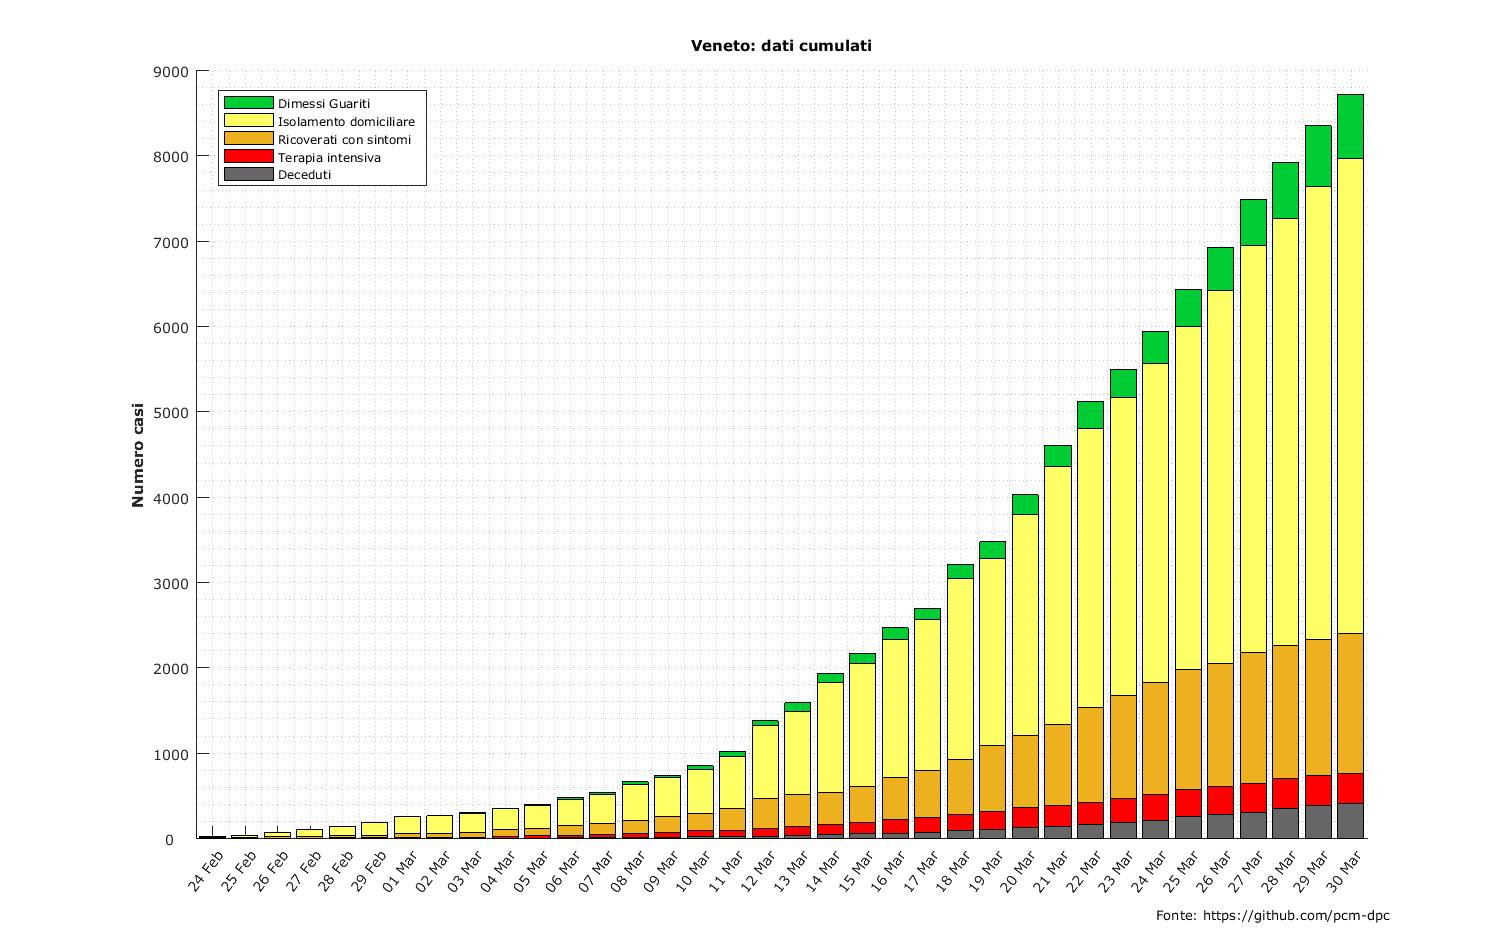 Veneto: dati cumulati
9000
8000
7000
6000
5000
4000
3000
2000
1000
0
Numero casi
Dimessi Guariti
Isolamento domiciliare
Ricoverati con sintomi
Terapia intensiva
Deceduti
24 Feb
25 Feb
26 Feb
27 Feb
28 Feb
29 Feb
01 Mar
02 Mar
03 Mar
04 Mar
05 Mar
06 Mar
07 Mar
08 Mar
09 Mar
10 Mar
11 Mar
12 Mar
13 Mar
14 Mar
15 Mar
16 Mar
17 Mar
18 Mar
19 Mar
20 Mar
21 Mar
22 Mar
23 Mar
24 Mar
25 Mar
26 Mar
27 Mar
28 Mar
29 Mar
30 Mar
Fonte: https://github.com/pcm-dpc